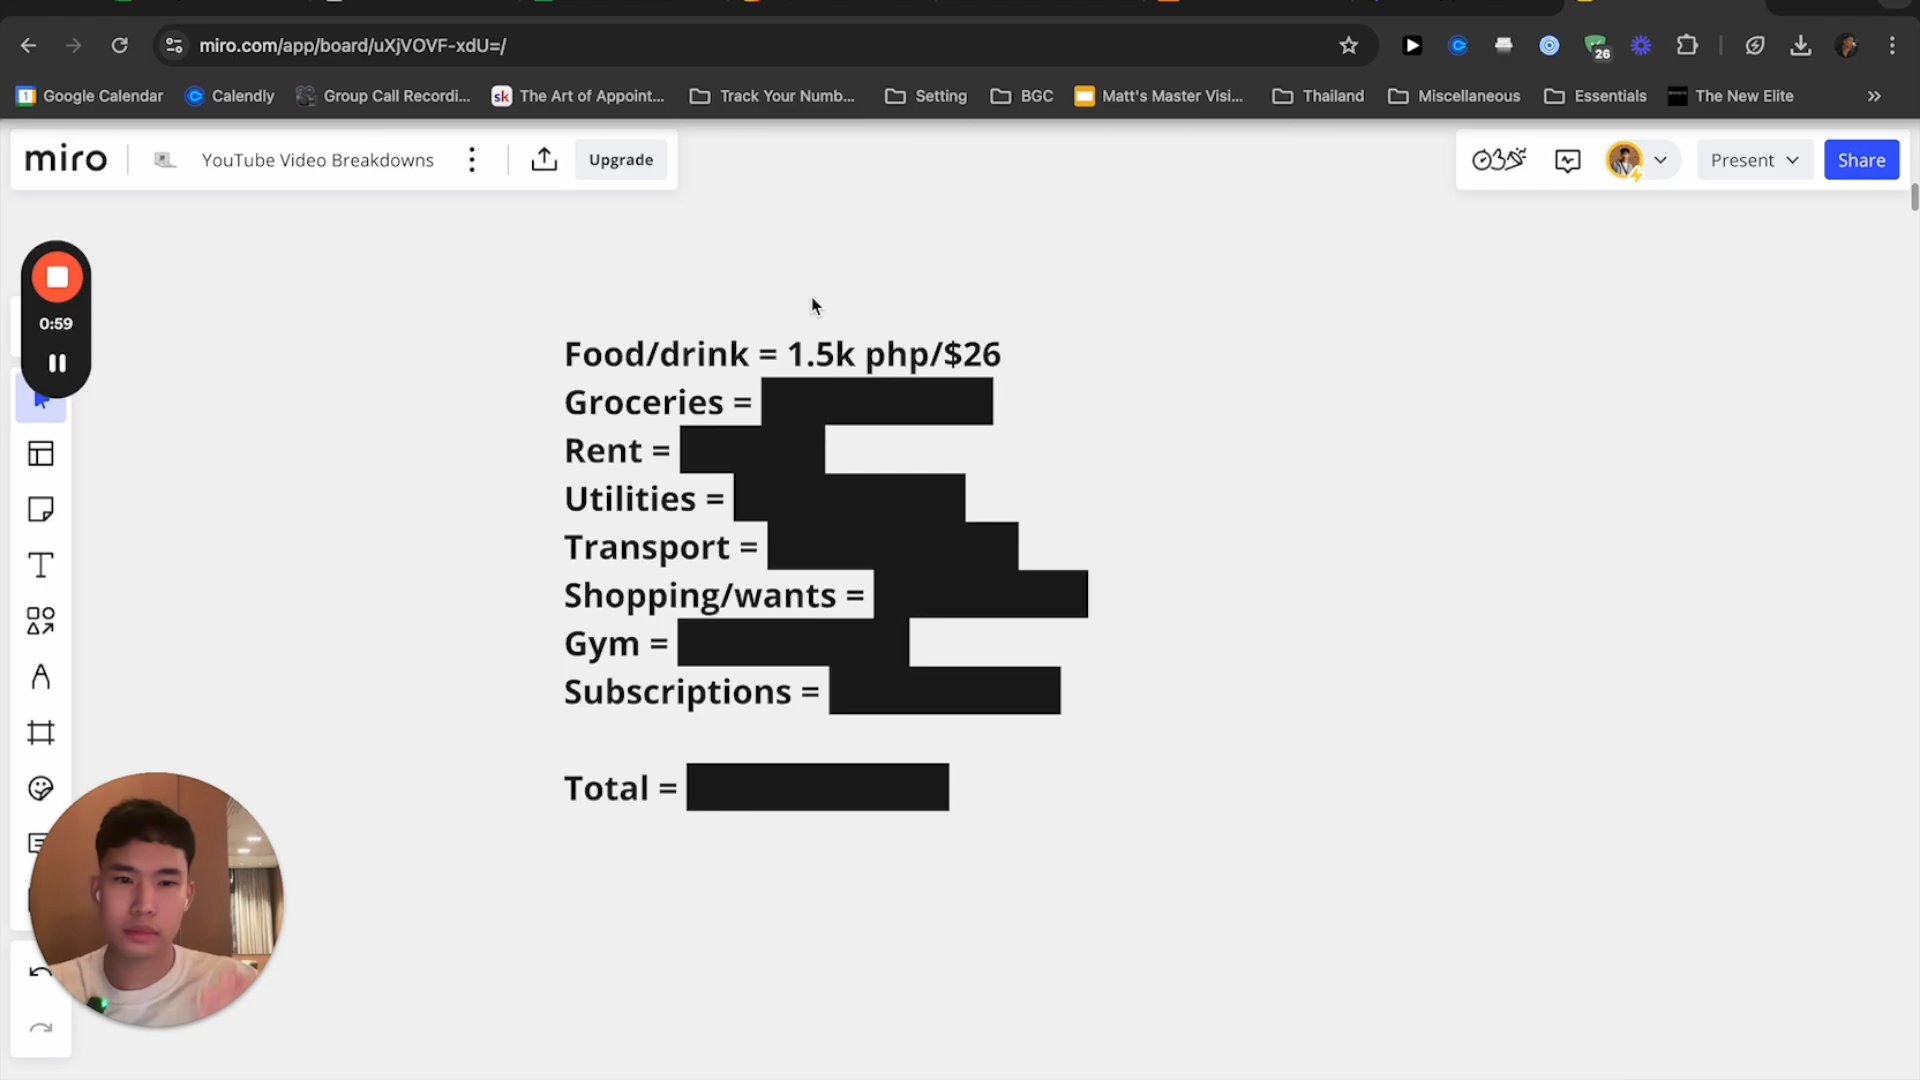 miro.com/app/board/uXjVOVF-xdU=/
26
Google Calendar
Calendly
Group Call Recordi...
sk
The Art of Appoint...
Track Your Numb...
Setting
BGC
Matt's Master Visi...
Thailand
Miscellaneous
Essentials
The New Elite
miro
YouTube Video Breakdowns
Upgrade
Present
Share
0:59
Food/drink = 1.5k php/$26
Groceries =
Rent =
Utilities =
Transport =
Shopping/wants =
Gym =
Subscriptions =
Total =